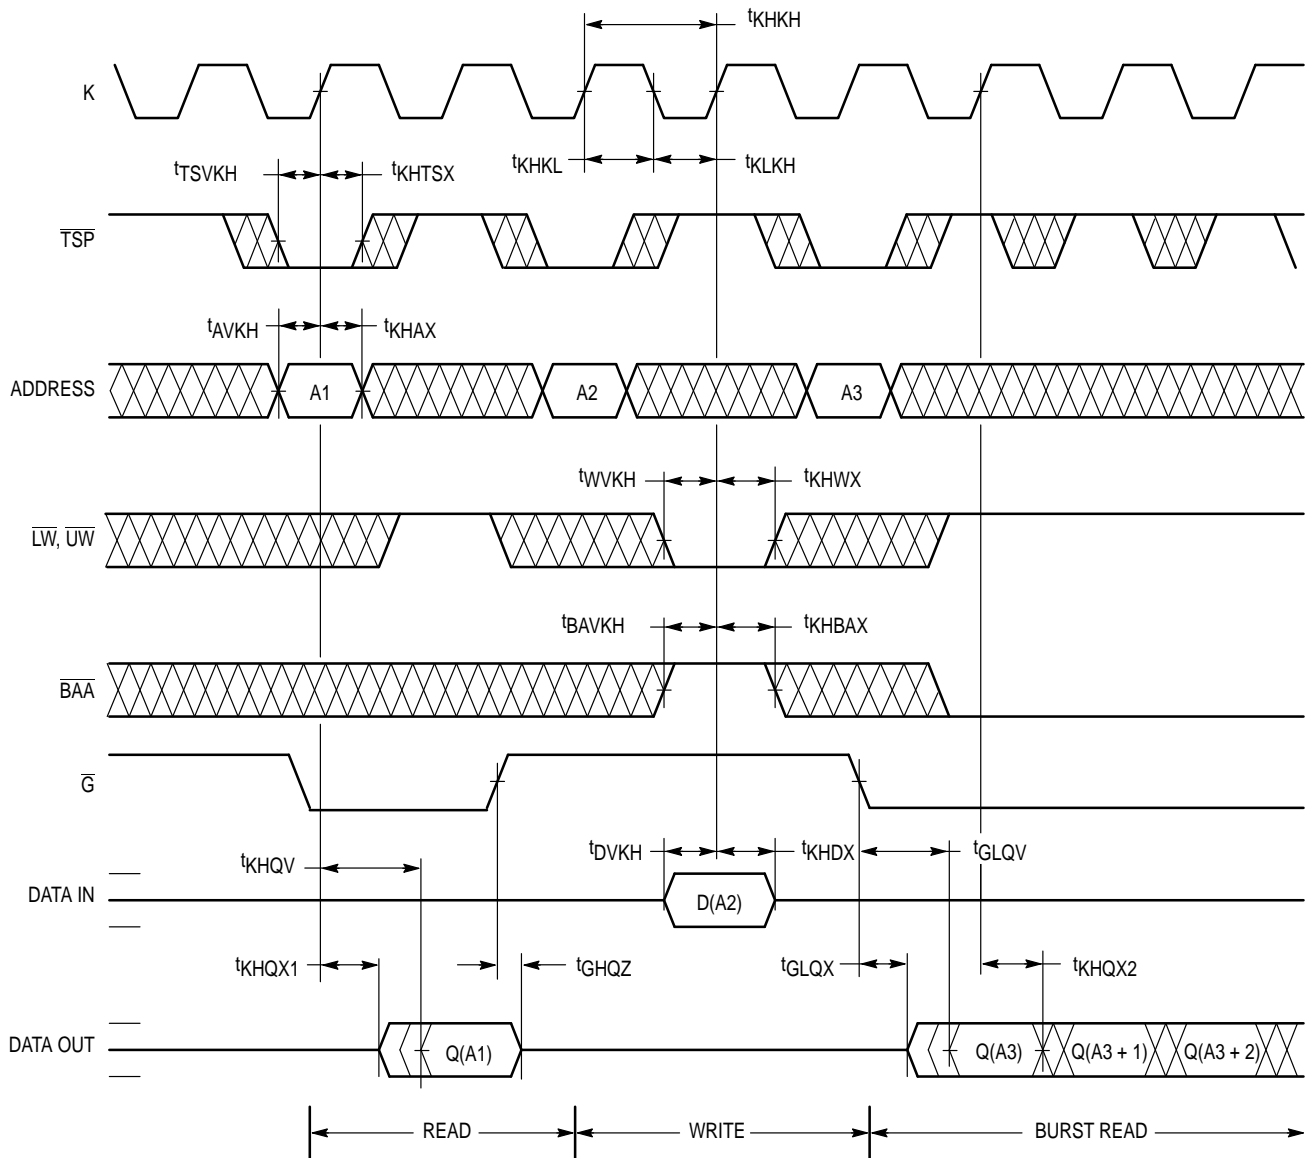 tKHKH
K
tTSVKH tKHTSX tKHKL tKLKH
TSP
tAVKH tKHAX
ADDRESS A1 A2 A3
tWVKH tKHWX
LW, UW
tBAVKH tKHBAX
BAA
G
tKHQV tDVKH tKHDX tGLQV
DATA IN D(A2)
tKHQX1 tGHQZ tGLQX tKHQX2
DATA OUT Q(A1) Q(A3) Q(A3 + 1) Q(A3 + 2)
READ WRITE BURST READ